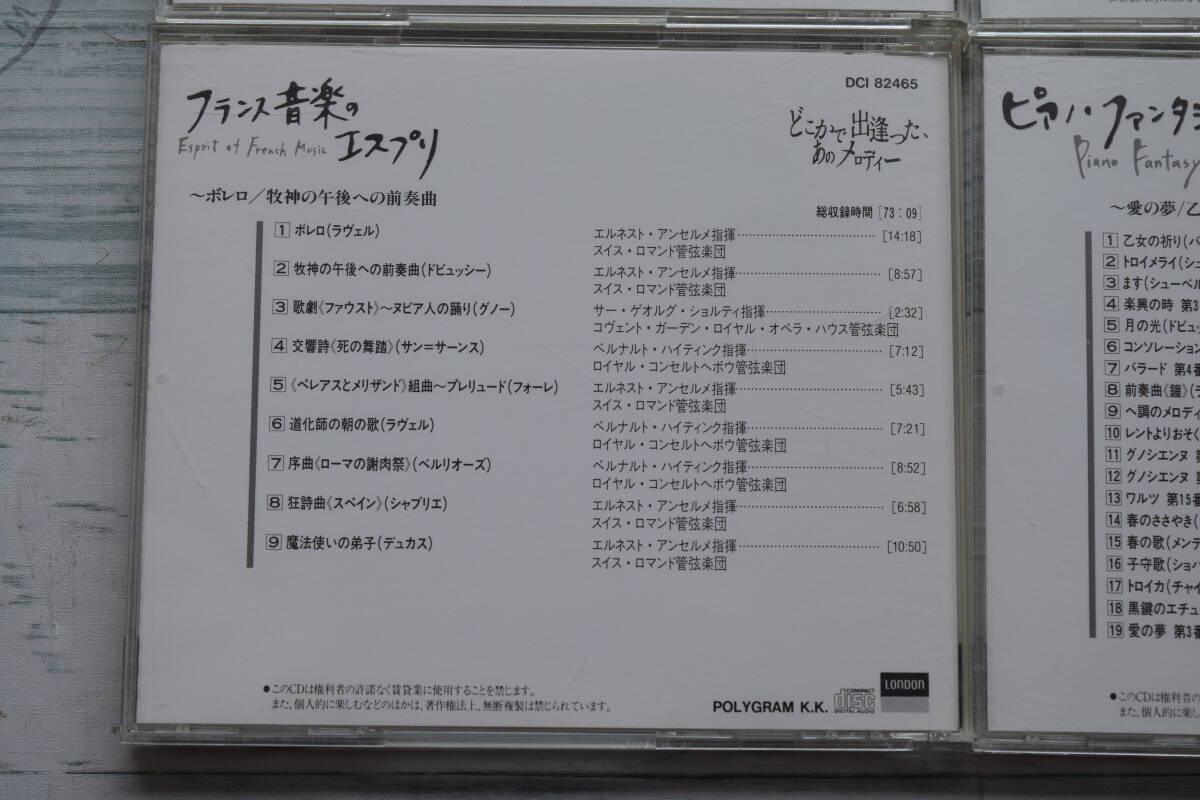 DCI 82465
フランス音楽の
エスプリ
Esprit of French Music
どこかで出逢った、
あのメロディー
〜ボレロ/牧神の午後への前奏曲
総収録時間[73:09]
1 ボレロ(ラヴェル) エルネスト・アンセルメ指揮……[14:18]
スイス・ロマンド管弦楽団
2 牧神の午後への前奏曲(ドビュッシー) エルネスト・アンセルメ指揮……[8:57]
スイス・ロマンド管弦楽団
3 歌劇《ファウスト》〜ヌビア人の踊り(グノー) サー・ゲオルグ・ショルティ指揮……[2:32]
コヴェント・ガーデン・ロイヤル・オペラ・ハウス管弦楽団
4 交響詩《死の舞踏》(サン=サーンス) ベルナルト・ハイティンク指揮……[7:12]
ロイヤル・コンセルトヘボウ管弦楽団
5 《ペレアスとメリザンド》組曲〜プレリュード(フォーレ) エルネスト・アンセルメ指揮……[5:43]
スイス・ロマンド管弦楽団
6 道化師の朝の歌(ラヴェル) ベルナルト・ハイティンク指揮……[7:21]
ロイヤル・コンセルトヘボウ管弦楽団
7 序曲《ローマの謝肉祭》(ベルリオーズ) ベルナルト・ハイティンク指揮……[8:52]
ロイヤル・コンセルトヘボウ管弦楽団
8 狂詩曲《スペイン》(シャブリエ) エルネスト・アンセルメ指揮……[6:58]
スイス・ロマンド管弦楽団
9 魔法使いの弟子(デュカス) エルネスト・アンセルメ指揮……[10:50]
スイス・ロマンド管弦楽団
●このCDは権利者の許諾なく賃貸業に使用することを禁じます。
また、個人的に楽しむなどのほかは、著作権法上、無断複製は禁じられています。
POLYGRAM K.K.
COMPACT
disc
DIGITAL AUDIO
LONDON
ピアノ・ファンタジ
Piano Fantasy
〜愛の夢/乙
1 乙女の祈り(バ
2 トロイメライ(シュ
3 ます(シューベル
4 楽興の時 第3
5 月の光(ドビュッ
6 コンソレーション
7 バラード 第4番
8 前奏曲《鐘》(ラ
9 ヘ調のメロディ
10 レントよりおそく
11 グノシエンヌ 第
12 グノシエンヌ 第
13 ワルツ 第15番
14 春のささやき(
15 春の歌(メンデ
16 子守歌(ショパ
17 トロイカ(チャイ
18 黒鍵のエチュ
19 愛の夢 第3番
●このCDは権利者の
また、個人的に楽し